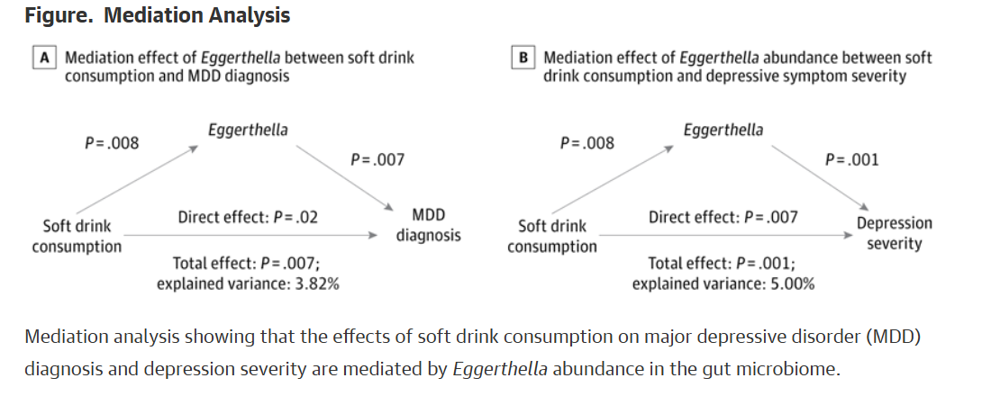 Figure. Mediation Analysis
A Mediation effect of Eggerthella between soft drink
consumption and MDD diagnosis
P=.008
Eggerthella
P=.007
Soft drink
consumption
Direct effect: P=.02
MDD
diagnosis
Total effect: P=.007;
explained variance: 3.82%
B Mediation effect of Eggerthella abundance between soft
drink consumption and depressive symptom severity
P=.008
Eggerthella
P=.001
Soft drink
consumption
Direct effect: P=.007
Depression
severity
Total effect: P=.001;
explained variance: 5.00%
Mediation analysis showing that the effects of soft drink consumption on major depressive disorder (MDD)
diagnosis and depression severity are mediated by Eggerthella abundance in the gut microbiome.